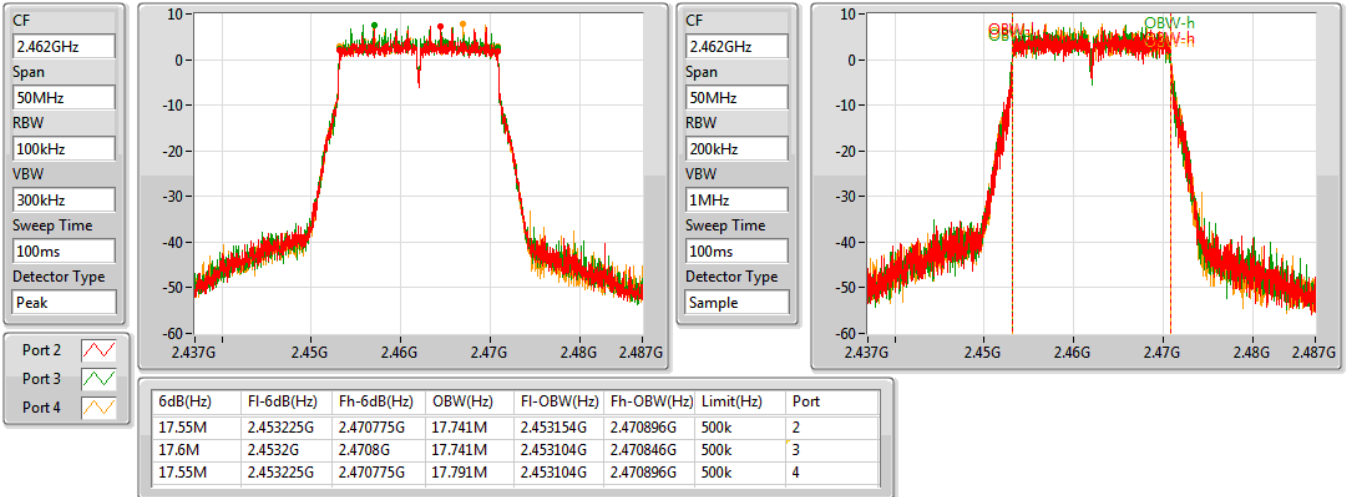 CF
2.462GHz
Span
50MHz
RBW
100kHz
VBW
300kHz
Sweep Time
100ms
Detector Type
Peak
10
0
-10
-20
-30
-40
-50
-60
2.437G 2.45G 2.46G 2.47G 2.48G 2.487G
CF
2.462GHz
Span
50MHz
RBW
200kHz
VBW
1MHz
Sweep Time
100ms
Detector Type
Sample
10
0
-10
-20
-30
-40
-50
-60
OBW-h
OBW-h
2.437G 2.45G 2.46G 2.47G 2.48G 2.487G
Port 2
Port 3
Port 4
6dB(Hz) Fl-6dB(Hz) Fh-6dB(Hz) OBW(Hz) Fl-OBW(Hz) Fh-OBW(Hz) Limit(Hz) Port
17.55M 2.453225G 2.470775G 17.741M 2.453154G 2.470896G 500k 2
17.6M 2.4532G 2.4708G 17.741M 2.453104G 2.470846G 500k 3
17.55M 2.453225G 2.470775G 17.791M 2.453104G 2.470896G 500k 4